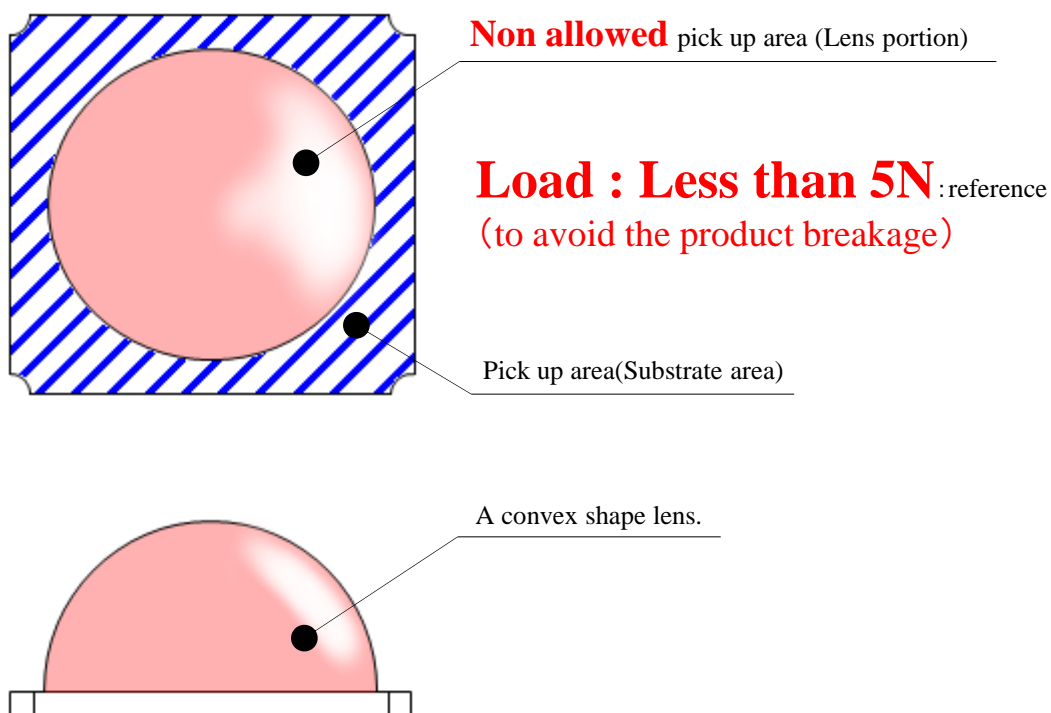 Non allowed pick up area (Lens portion)
Load : Less than 5N : reference
（to avoid the product breakage）
Pick up area(Substrate area)
A convex shape lens.